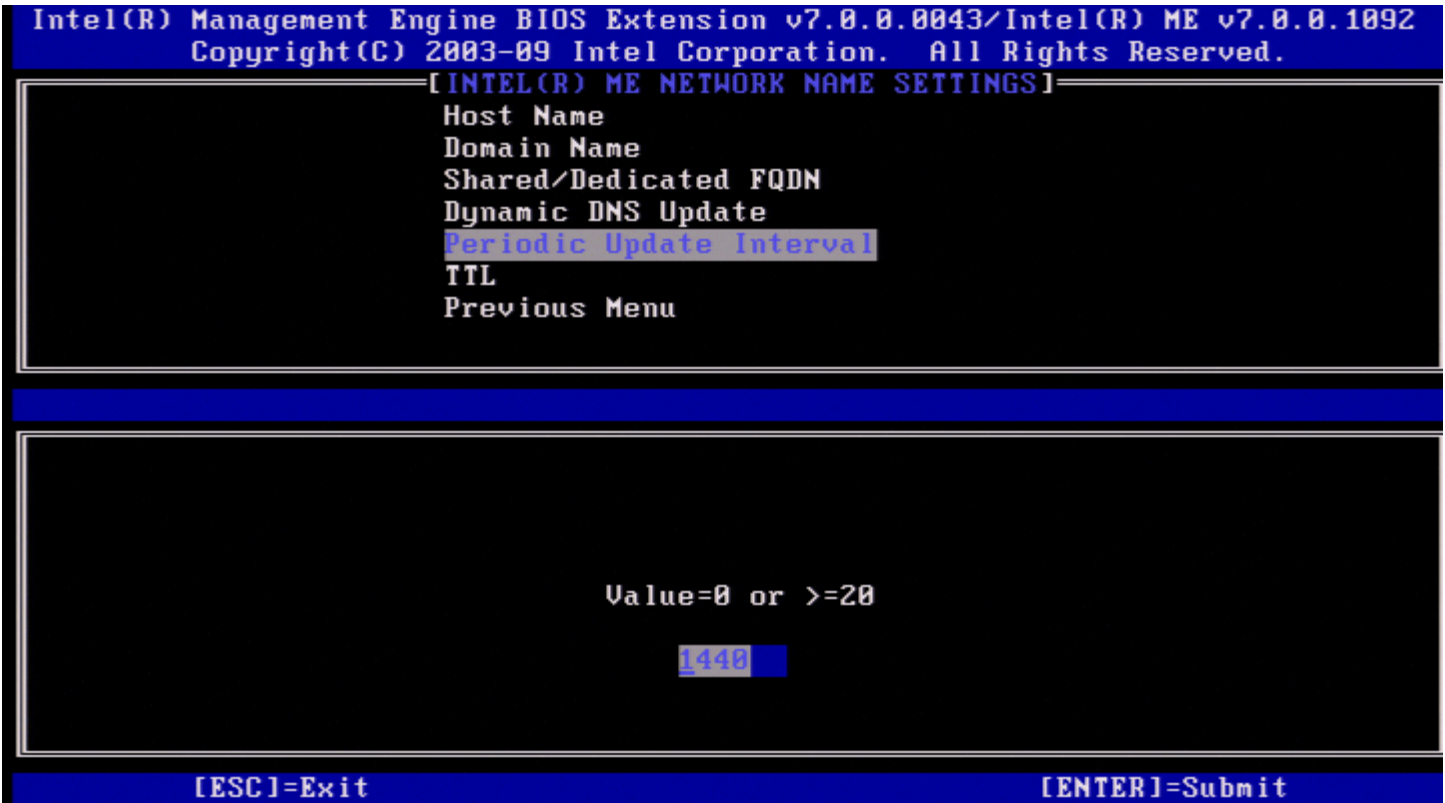 Intel(R) Management Engine BIOS Extension v7.0.0.0043/Intel(R) ME v7.0.0.1092
Copyright(C) 2003-09 Intel Corporation. All Rights Reserved.
[INTEL(R) ME NETWORK NAME SETTINGS]
Host Name
Domain Name
Shared/Dedicated FQDN
Dynamic DNS Update
Periodic Update Interval
TTL
Previous Menu
Value=0 or >=20
1440
[ESC]=Exit [ENTER]=Submit